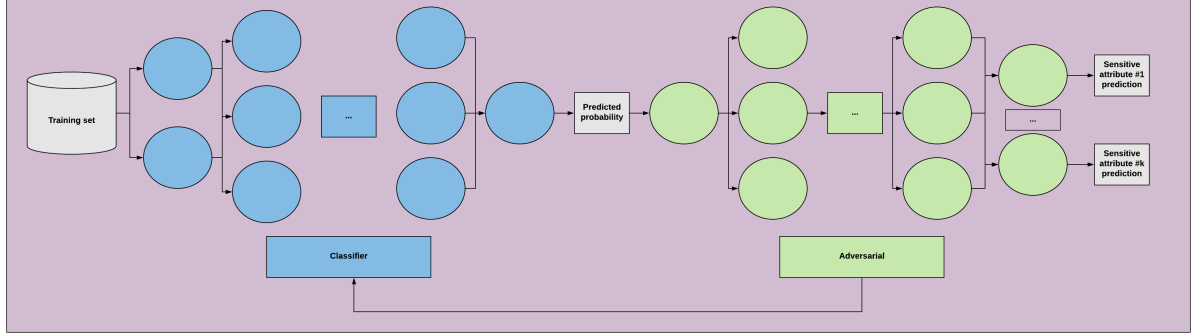 Training set
...
Predicted
probability
...
Sensitive
attribute #1
prediction
...
Sensitive
attribute #k
prediction
Classifier
Adversarial